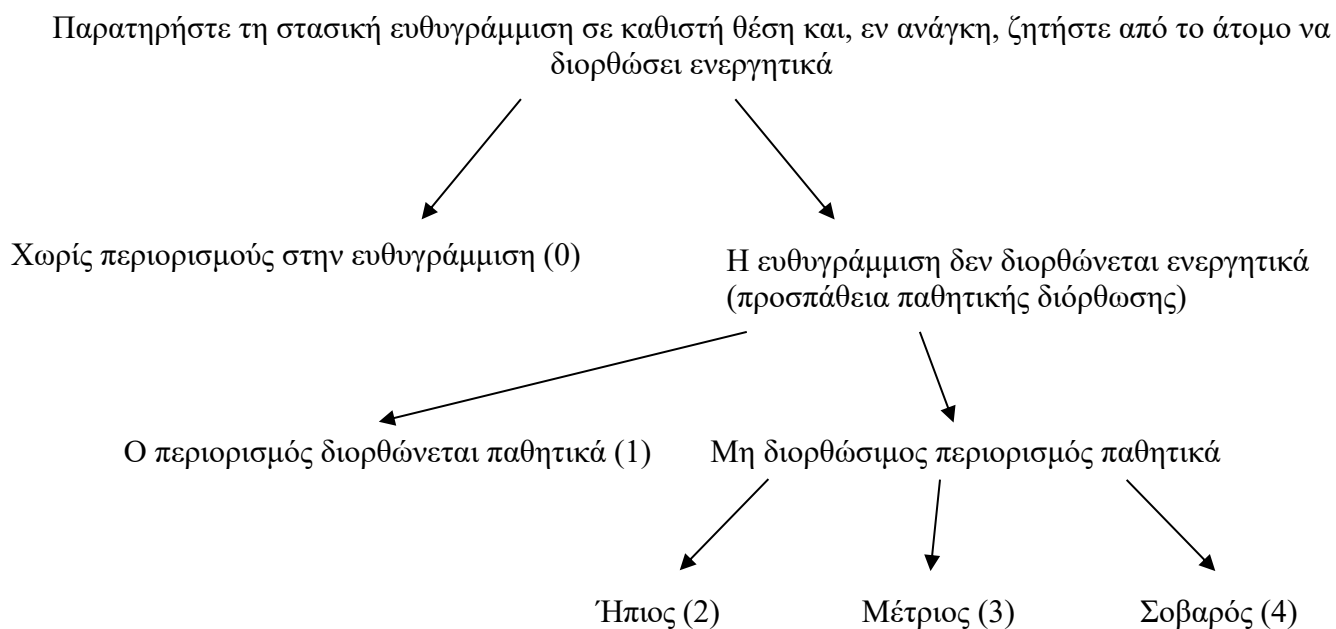 Παρατηρήστε τη στασική ευθυγράμμιση σε καθιστή θέση και, εν ανάγκη, ζητήστε από το άτομο να
διορθώσει ενεργητικά
Χωρίς περιορισμούς στην ευθυγράμμιση (0)
Η ευθυγράμμιση δεν διορθώνεται ενεργητικά
(προσπάθεια παθητικής διόρθωσης)
Ο περιορισμός διορθώνεται παθητικά (1)
Μη διορθώσιμος περιορισμός παθητικά
Ήπιος (2)
Μέτριος (3)
Σοβαρός (4)